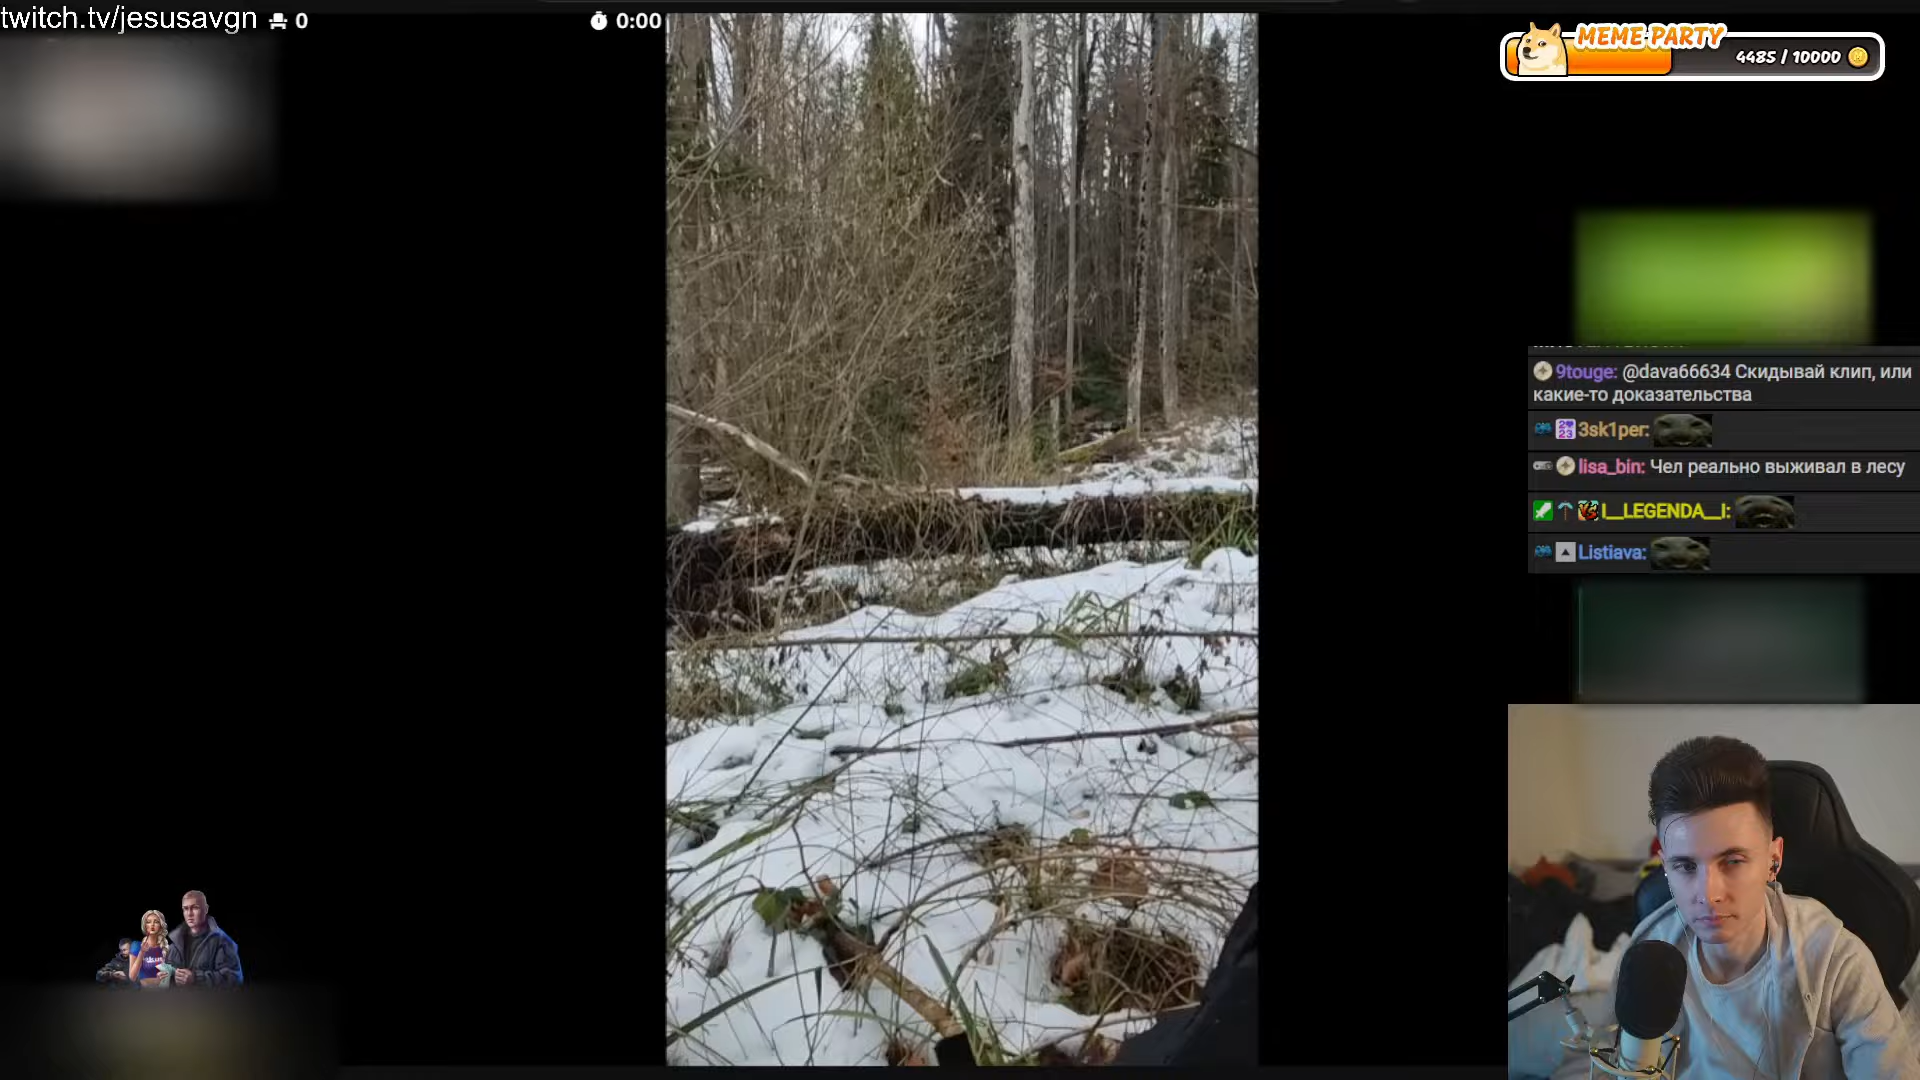 twitch.tv/jesusavgn 0
0:00
MEME PARTY
4485 / 10000
9touge: @dava66634 Скидывай клип, или
какие-то доказательства
3sk1per:
lisa_bin: Чел реально выживал в лесу
I__LEGENDA__I:
Listiava: